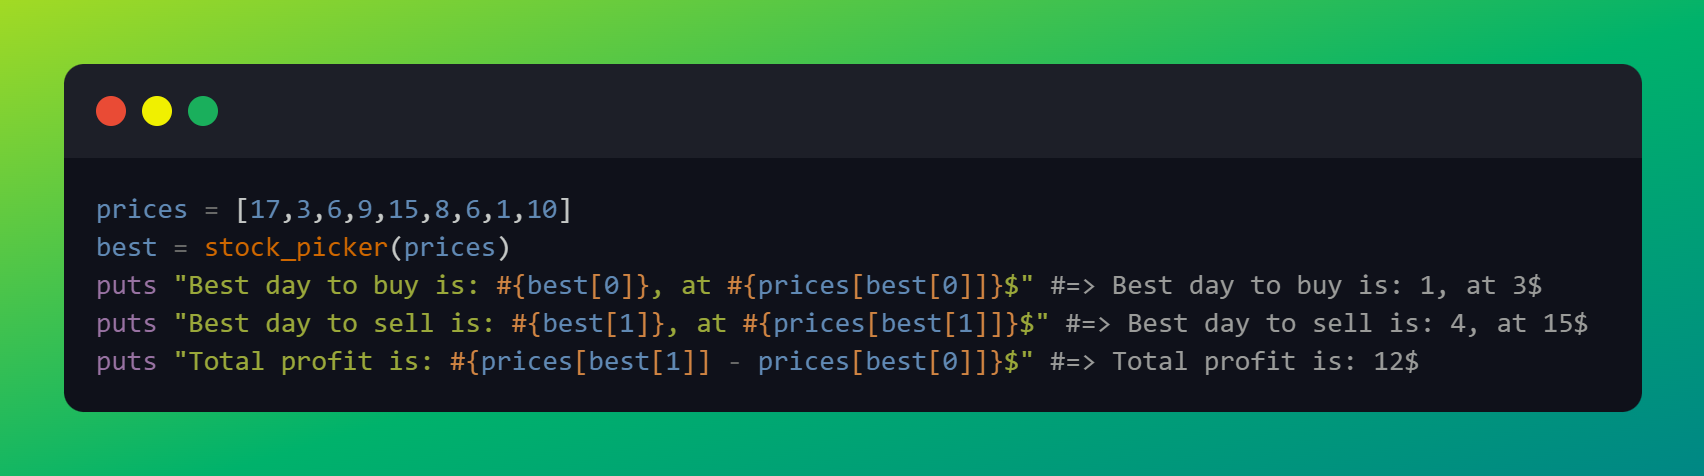 prices = [17,3,6,9,15,8,6,1,10]
best = stock_picker(prices)
puts "Best day to buy is: #{best[0]}, at #{prices[best[0]]}$" #=> Best day to buy is: 1, at 3$
puts "Best day to sell is: #{best[1]}, at #{prices[best[1]]}$" #=> Best day to sell is: 4, at 15$
puts "Total profit is: #{prices[best[1]] - prices[best[0]]}$" #=> Total profit is: 12$